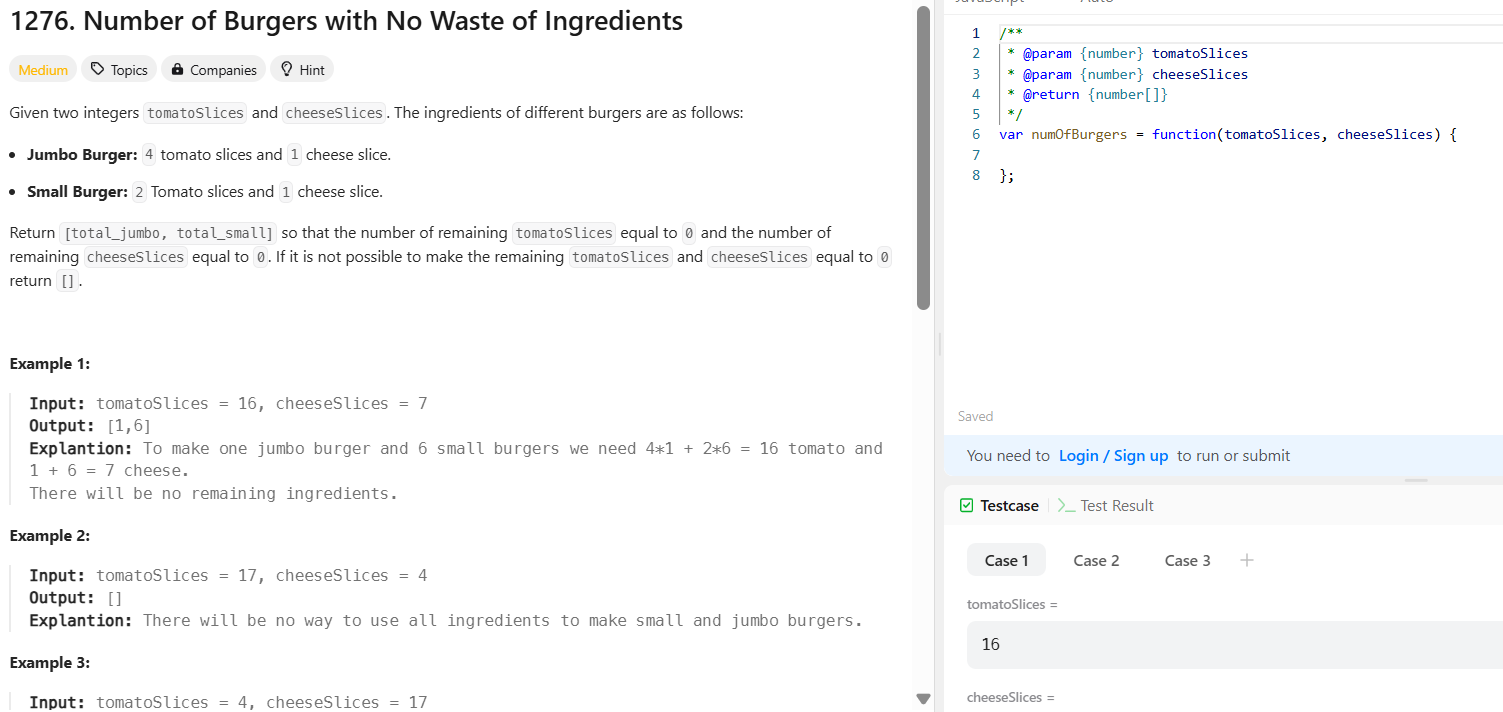 1276. Number of Burgers with No Waste of Ingredients
Medium Topics Companies Hint
Given two integers tomatoSlices and cheeseSlices. The ingredients of different burgers are as follows:
Jumbo Burger: 4 tomato slices and 1 cheese slice.
Small Burger: 2 Tomato slices and 1 cheese slice.
Return [total_jumbo, total_small] so that the number of remaining tomatoSlices equal to 0 and the number of
remaining cheeseSlices equal to 0. If it is not possible to make the remaining tomatoSlices and cheeseSlices equal to 0
return [].
Example 1:
Input: tomatoSlices = 16, cheeseSlices = 7
Output: [1,6]
Explantion: To make one jumbo burger and 6 small burgers we need 4*1 + 2*6 = 16 tomato and
1 + 6 = 7 cheese.
There will be no remaining ingredients.
Example 2:
Input: tomatoSlices = 17, cheeseSlices = 4
Output: []
Explantion: There will be no way to use all ingredients to make small and jumbo burgers.
Example 3:
Input: tomatoSlices = 4, cheeseSlices = 17
1 /**
2 * @param {number} tomatoSlices
3 * @param {number} cheeseSlices
4 * @return {number[]}
5 */
6 var numOfBurgers = function(tomatoSlices, cheeseSlices) {
7
8 };
Saved
You need to Login / Sign up to run or submit
Testcase >_ Test Result
Case 1 Case 2 Case 3 +
tomatoSlices =
16
cheeseSlices =